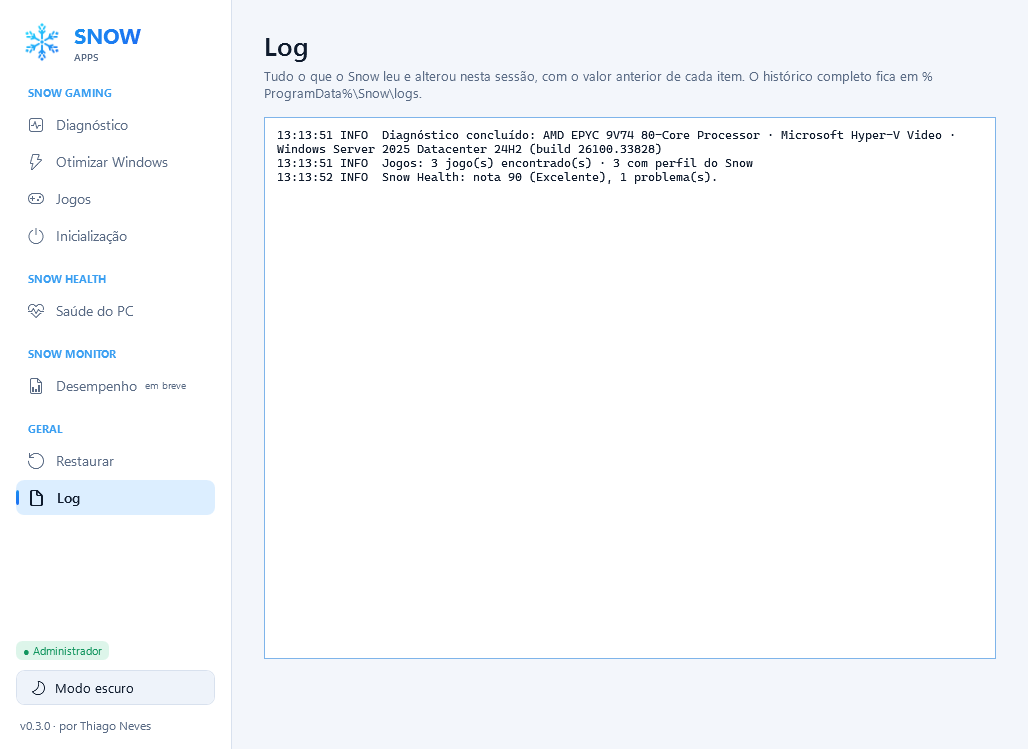 SNOW
APPS
SNOW GAMING
Diagnóstico
Otimizar Windows
Jogos
Inicialização
SNOW HEALTH
Saúde do PC
SNOW MONITOR
Desempenho em breve
GERAL
Restaurar
Log
Administrador
Modo escuro
v0.3.0 · por Thiago Neves
Log
Tudo o que o Snow leu e alterou nesta sessão, com o valor anterior de cada item. O histórico completo fica em %
ProgramData%\Snow\logs.
13:13:51 INFO  Diagnóstico concluído: AMD EPYC 9V74 80-Core Processor · Microsoft Hyper-V Video ·
Windows Server 2025 Datacenter 24H2 (build 26100.33828)
13:13:51 INFO  Jogos: 3 jogo(s) encontrado(s) · 3 com perfil do Snow
13:13:52 INFO  Snow Health: nota 90 (Excelente), 1 problema(s).